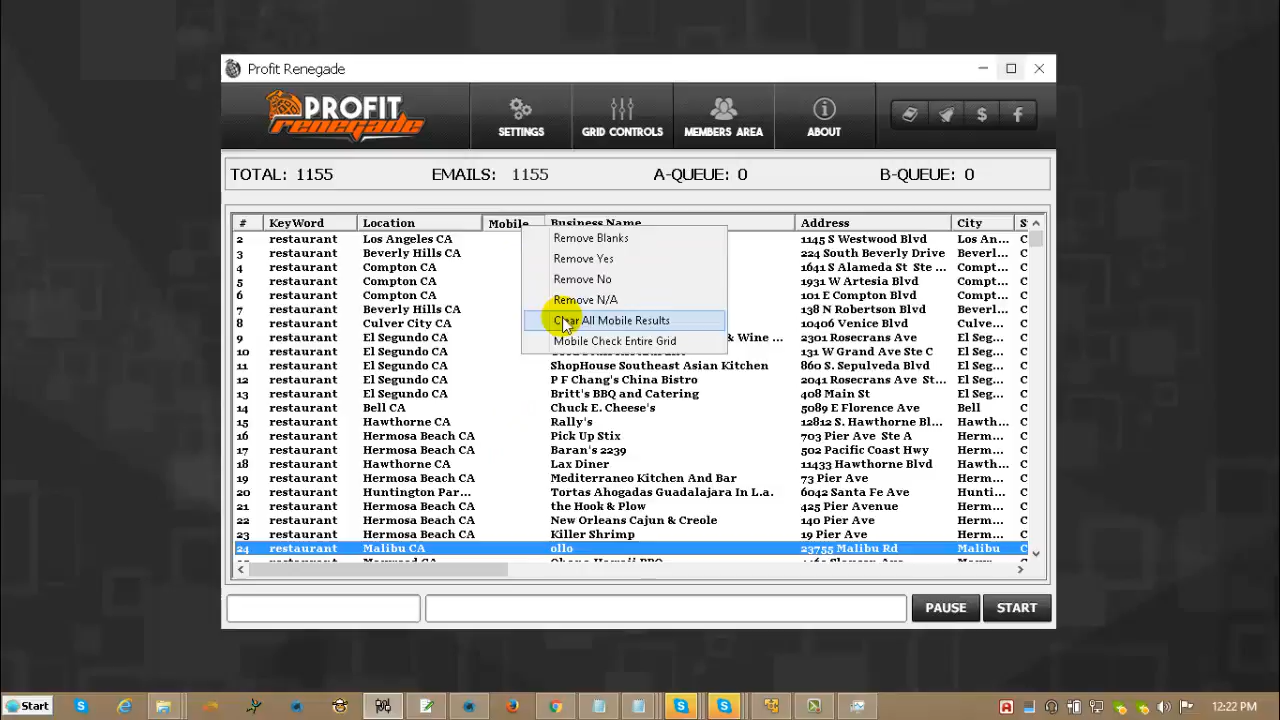 Profit Renegade
PROFIT
renegade
SETTINGS
GRID CONTROLS
MEMBERS AREA
ABOUT
TOTAL: 1155 EMAILS: 1155 A-QUEUE: 0 B-QUEUE: 0
# KeyWord Location Mobile Business Name Address City S
2 restaurant Los Angeles CA 1145 S Westwood Blvd Los An... C
3 restaurant Beverly Hills CA 224 South Beverly Drive Beverl... C
4 restaurant Compton CA 1641 S Alameda St Ste ... Compt... C
5 restaurant Compton CA 136 W Compton Blvd Compt... C
6 restaurant Compton CA 101 E Compton Blvd Compt... C
7 restaurant Beverly Hills CA 138 N Robertson Blvd Beverl... C
8 restaurant Culver City CA 10406 Venice Blvd Culver... C
9 restaurant El Segundo CA & Wine ... 2301 Rosecrans Ave El Seg... C
10 restaurant El Segundo CA 131 W Grand Ave Ste C El Seg... C
11 restaurant El Segundo CA ShopHouse Southeast Asian Kitchen 860 S. Sepulveda Blvd El Seg... C
12 restaurant El Segundo CA P F Chang's China Bistro 2041 Rosecrans Ave St... El Seg... C
13 restaurant El Segundo CA Britt's BBQ and Catering 408 Main St El Seg... C
14 restaurant Bell CA Chuck E. Cheese's 5089 E Florence Ave Bell C
15 restaurant Hawthorne CA Rally's 12112 S. Hawthorne Bl... Hawt... C
16 restaurant Hermosa Beach CA Pick Up Stix 703 Pier Ave Ste A Herm... C
17 restaurant Hermosa Beach CA Baran's 2239 502 Pacific Coast Hwy Herm... C
18 restaurant Hawthorne CA Lax Diner 11433 Hawthorne Blvd Hawt... C
19 restaurant Hermosa Beach CA Mediterraneo Kitchen And Bar 73 Pier Ave Herm... C
20 restaurant Huntington Par... Tortas Ahogadas Guadalajara In L.a. 6042 Santa Fe Ave Hunti... C
21 restaurant Hermosa Beach CA the Hook & Plow 425 Pier Avenue Herm... C
22 restaurant Hermosa Beach CA New Orleans Cajun & Creole 140 Pier Ave Herm... C
23 restaurant Hermosa Beach CA Killer Shrimp 19 Pier Ave Herm... C
24 restaurant Malibu CA ollo 23755 Malibu Rd Malibu C
Remove Blanks
Remove Yes
Remove No
Remove N/A
All Mobile Results
Mobile Check Entire Grid
PAUSE
START
Start
12:22 PM